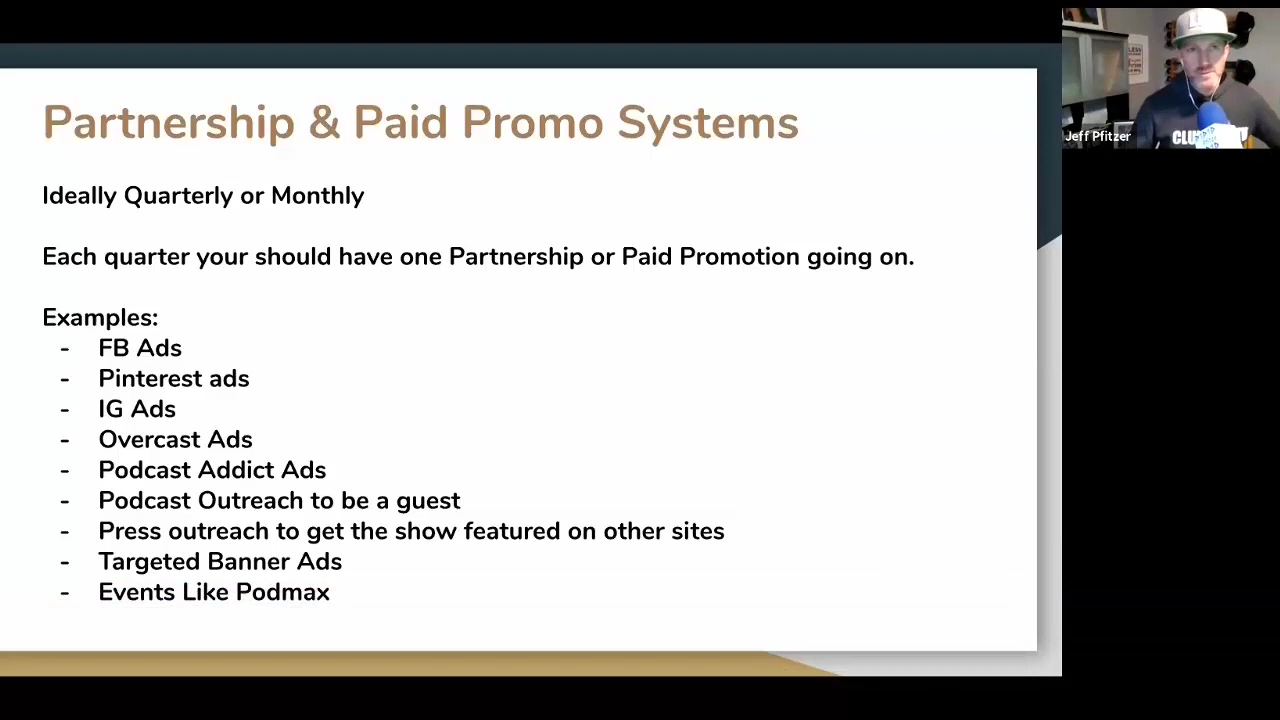 Partnership & Paid Promo Systems
Ideally Quarterly or Monthly
Each quarter your should have one Partnership or Paid Promotion going on.
Examples:
- FB Ads
- Pinterest ads
- IG Ads
- Overcast Ads
- Podcast Addict Ads
- Podcast Outreach to be a guest
- Press outreach to get the show featured on other sites
- Targeted Banner Ads
- Events Like Podmax
LESS
Jeff Pfitzer